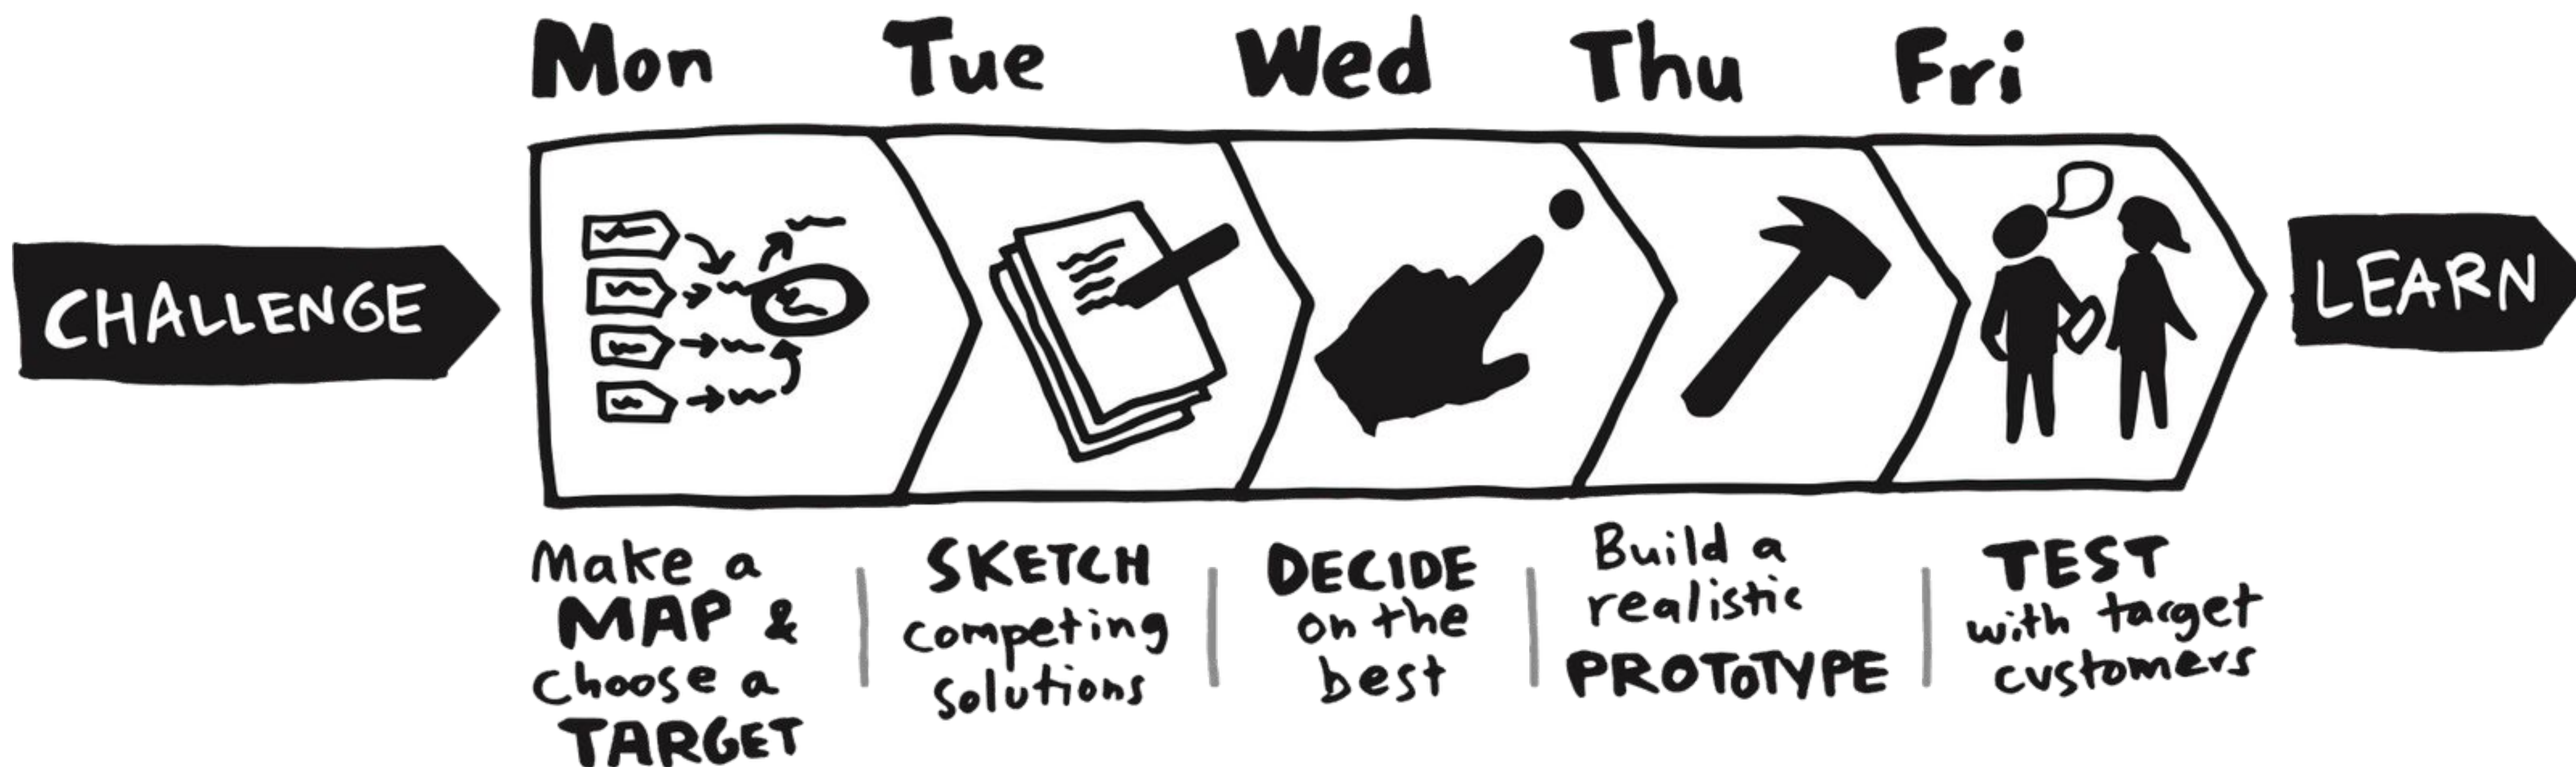 Mon
Tue
Wed
Thu
Fri
CHALLENGE
LEARN
Make a
MAP &
choose a
TARGET
SKETCH
competing
solutions
DECIDE
on the
best
Build a
realistic
PROTOTYPE
TEST
with target
customers